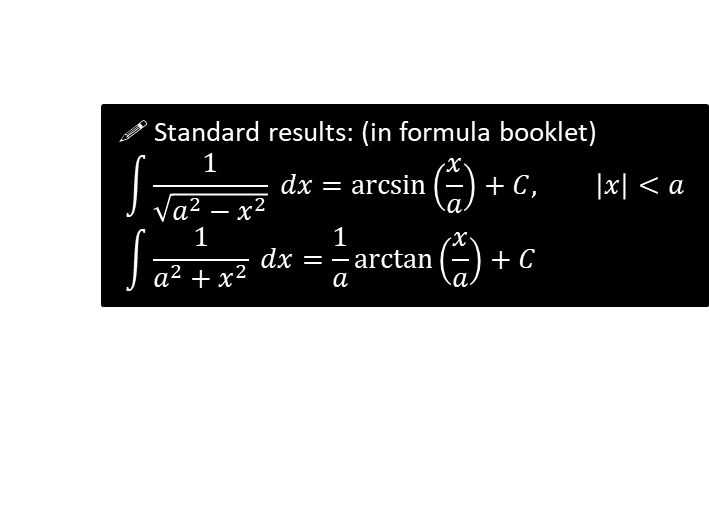 🖉 Standard results: (in formula booklet)
∫ 1/√(a² − x²) dx = arcsin (x/a) + C,    |x| < a
∫ 1/(a² + x²) dx = 1/a arctan (x/a) + C